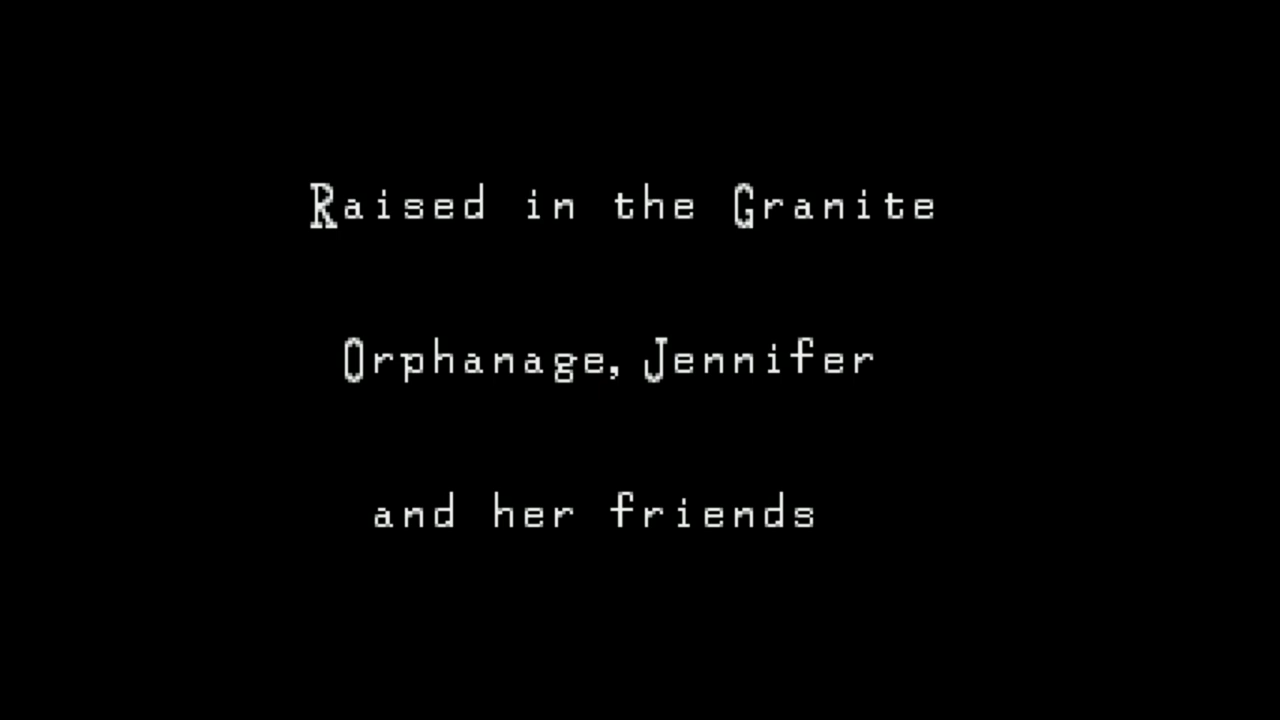 Raised in the Granite
Orphanage, Jennifer
and her friends